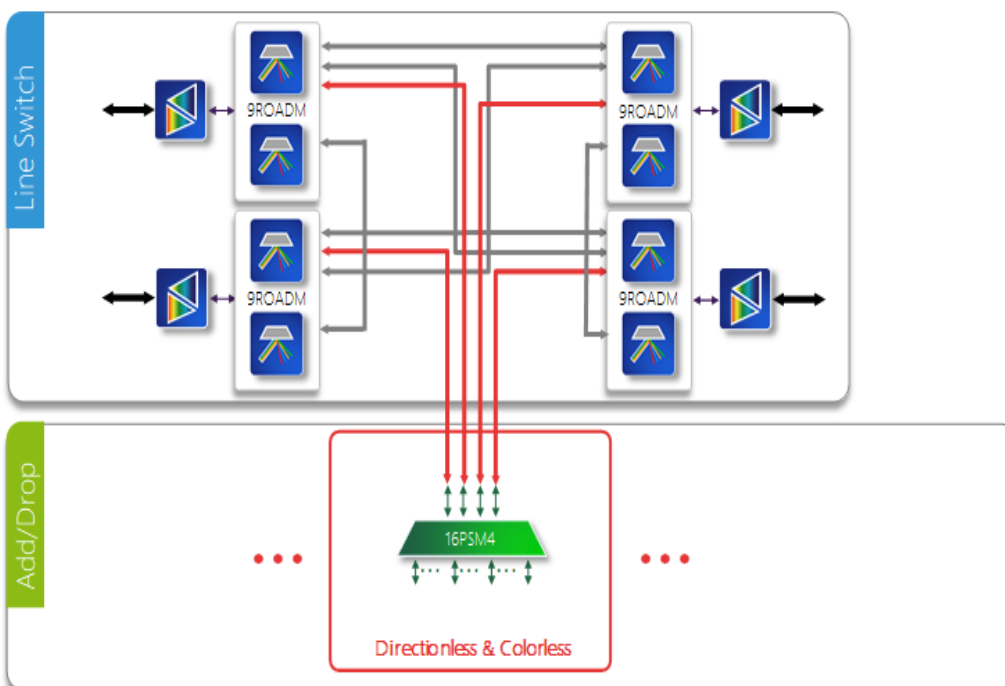 Line Switch
9ROADM
9ROADM
9ROADM
9ROADM
Add/Drop
16PSM4
Directionless & Colorless